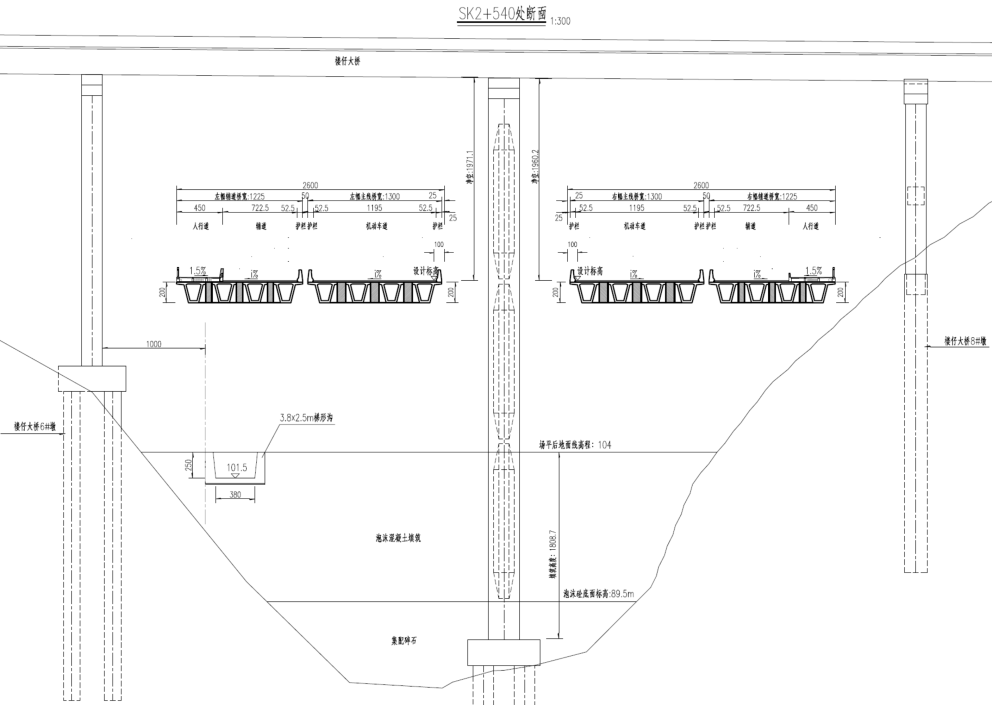 SK2+540处断面
1:300
楼仔大桥
净空:1971.1
净空:1960.2
2600
2600
左幅辅道桥宽:1225
50
左幅主线桥宽:1300
25
25
右幅主线桥宽:1300
50
右幅辅道桥宽:1225
450
722.5
52.5
52.5
1195
52.5
25
25
52.5
1195
52.5
52.5
722.5
450
人行道
辅道
护栏
护栏
机动车道
护栏
护栏
机动车道
护栏
护栏
辅道
人行道
100
100
1.5%
1%
1%
设计标高
设计标高
1%
1%
1.5%
200
200
200
200
1000
楼仔大桥8#墩
3.8x2.5m梯形沟
楼仔大桥6#墩
场平后地面线高程: 104
250
101.5
380
泡沫混凝土填筑
填筑高度: 1808.7
泡沫砼底面标高:89.5m
集配碎石